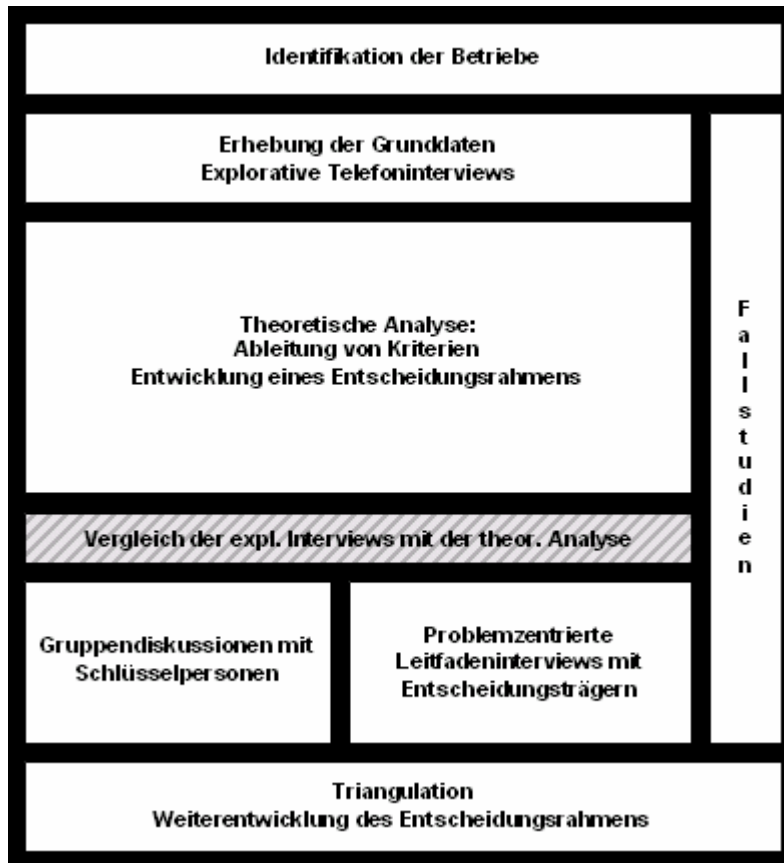 Identifikation der Betriebe
Erhebung der Grunddaten
Explorative Telefoninterviews
Theoretische Analyse:
Ableitung von Kriterien
Entwicklung eines Entscheidungsrahmens
Fallstudien
Vergleich der expl. Interviews mit der theor. Analyse
Gruppendiskussionen mit
Schlüsselpersonen
Problemzentrierte
Leitfadeninterviews mit
Entscheidungsträgern
Triangulation
Weiterentwicklung des Entscheidungsrahmens